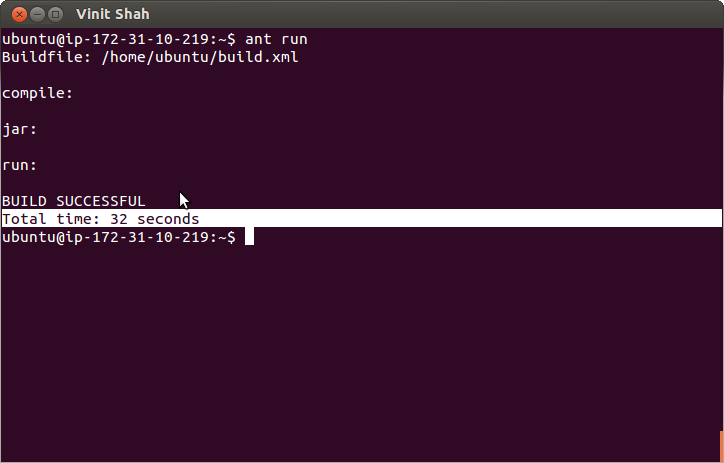 Vinit Shah
ubuntu@ip-172-31-10-219:~$ ant run
Buildfile: /home/ubuntu/build.xml
compile:
jar:
run:
BUILD SUCCESSFUL
Total time: 32 seconds
ubuntu@ip-172-31-10-219:~$